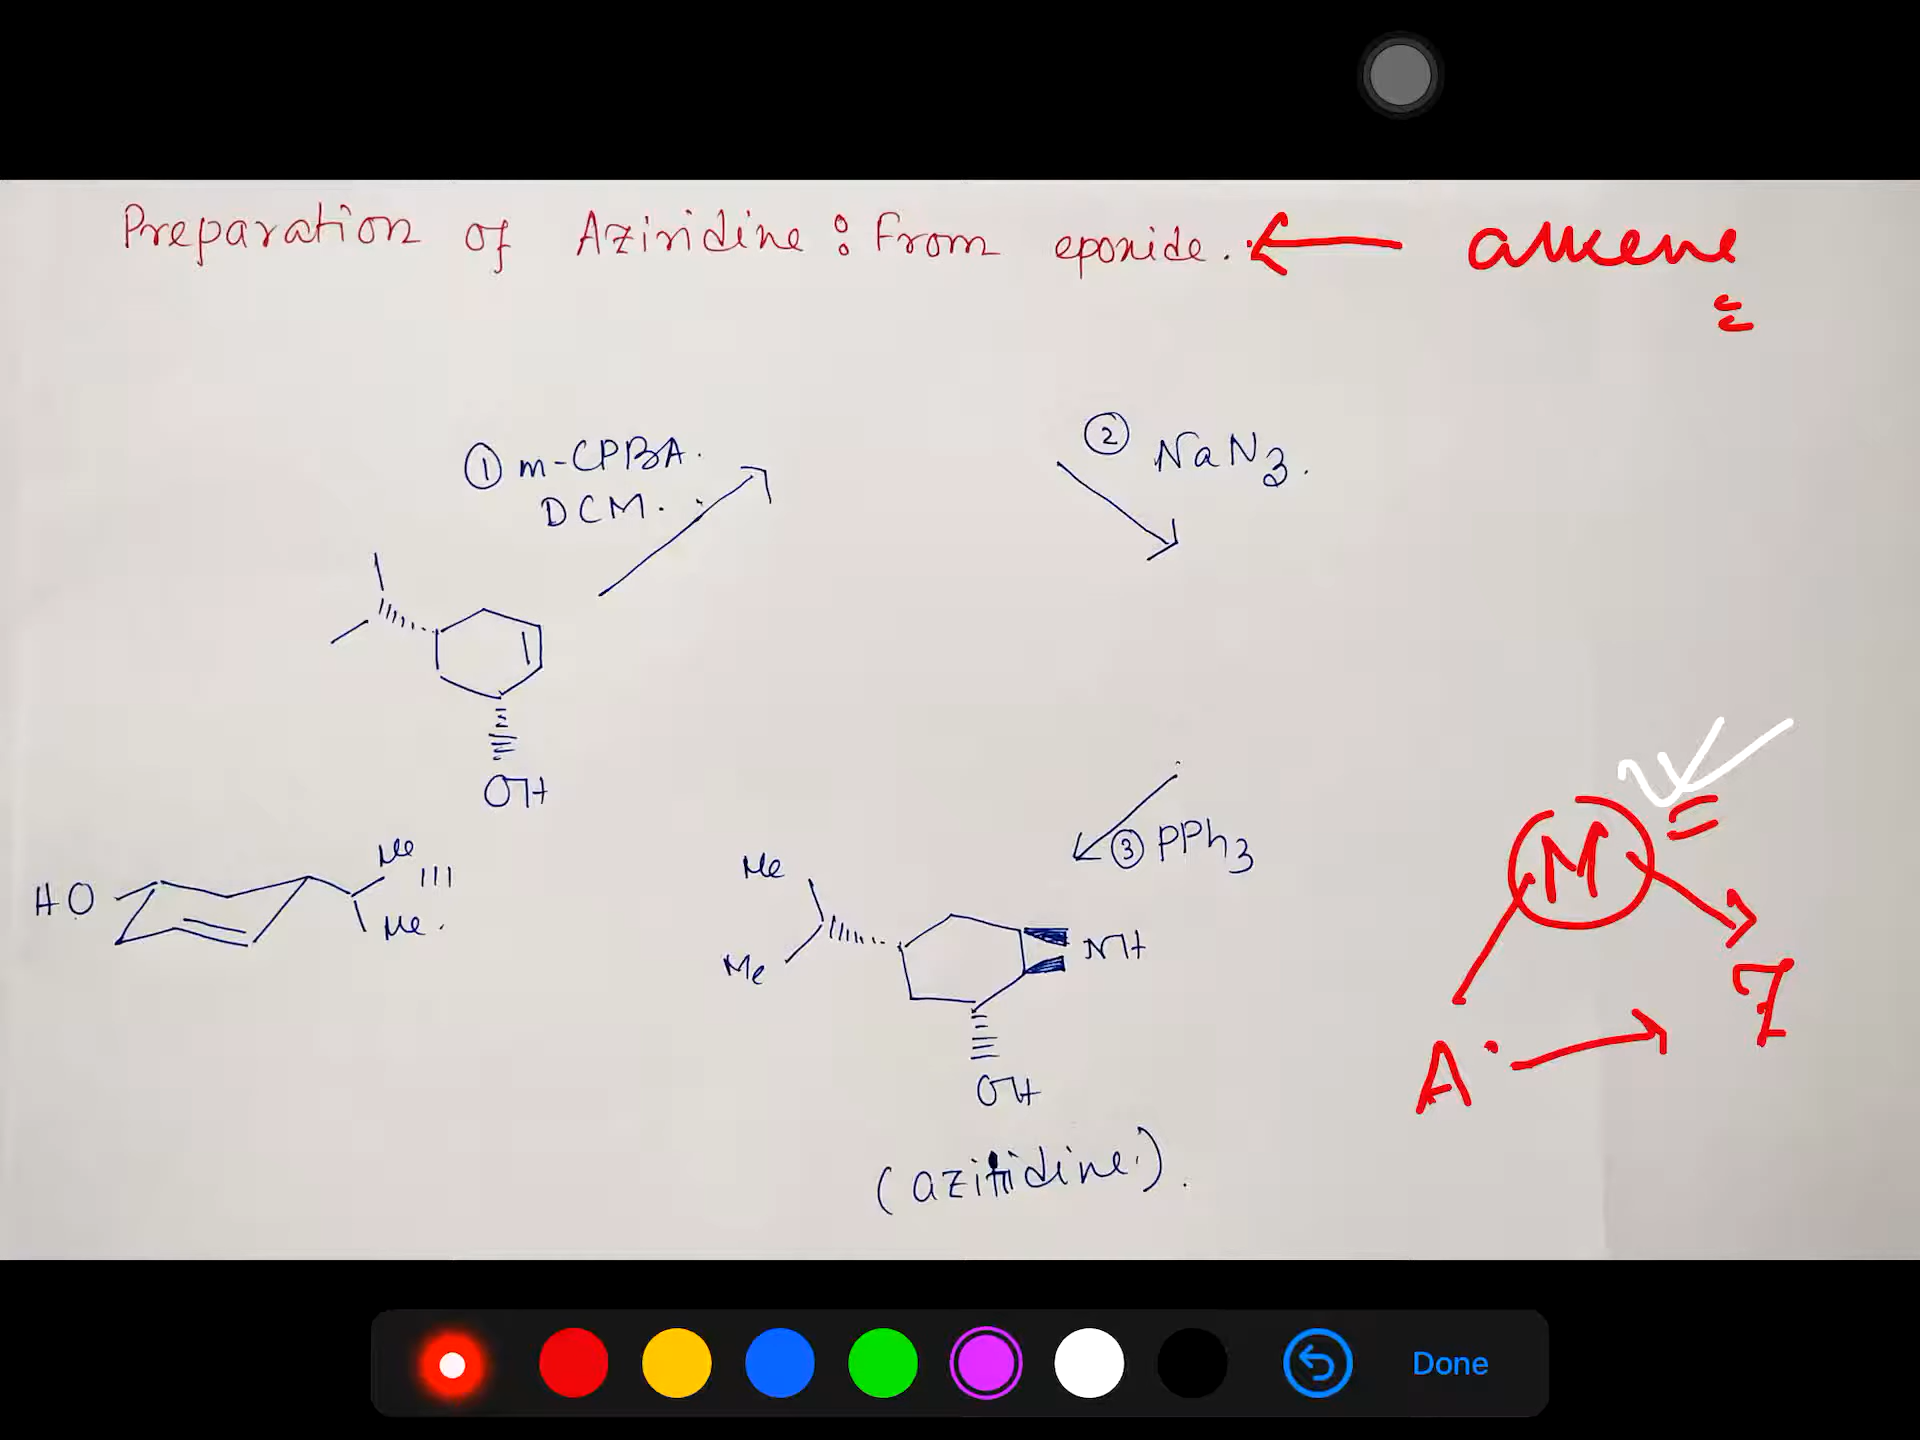 Preparation of Aziridine : From epoxide. ← alkene
① m-CPBA.
DCM.
② NaN3.
OH
③ PPh3
HO
Me
Me.
Me
Me
NH
OH
M
A
Z
(aziridine).
Done